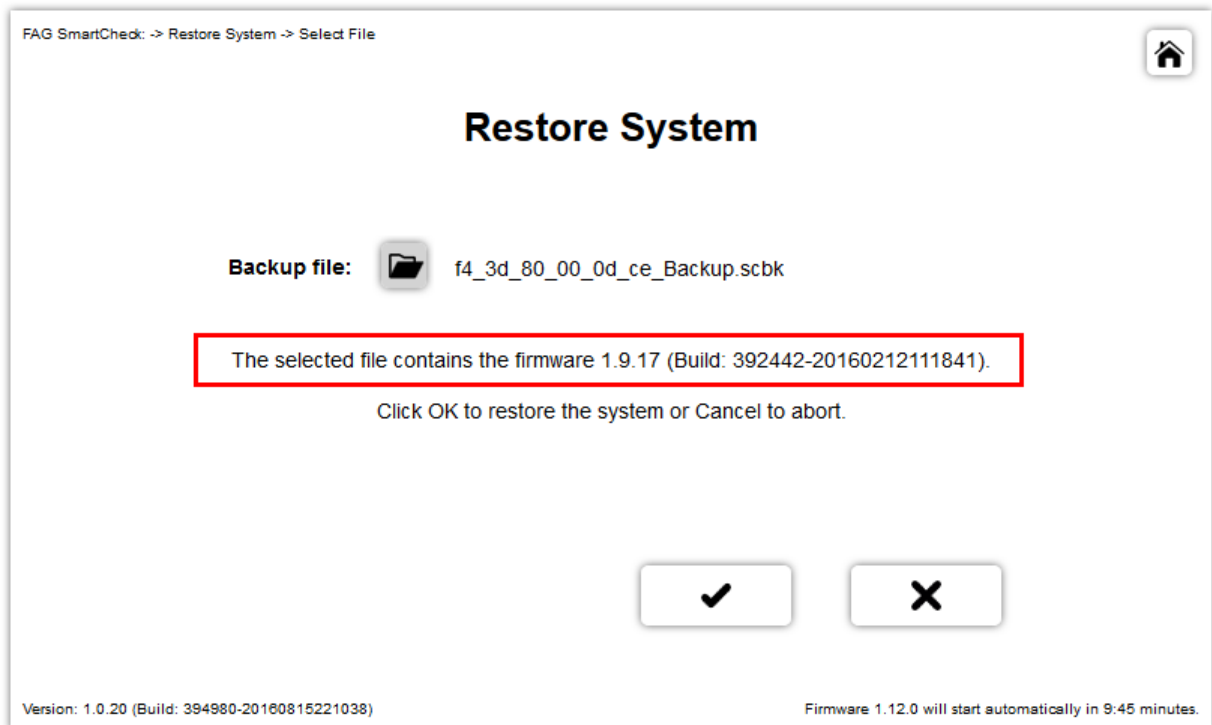 FAG SmartCheck: -> Restore System -> Select File
Restore System
Backup file: f4_3d_80_00_0d_ce_Backup.scbk
The selected file contains the firmware 1.9.17 (Build: 392442-20160212111841).
Click OK to restore the system or Cancel to abort.
Version: 1.0.20 (Build: 394980-20160815221038) Firmware 1.12.0 will start automatically in 9:45 minutes.